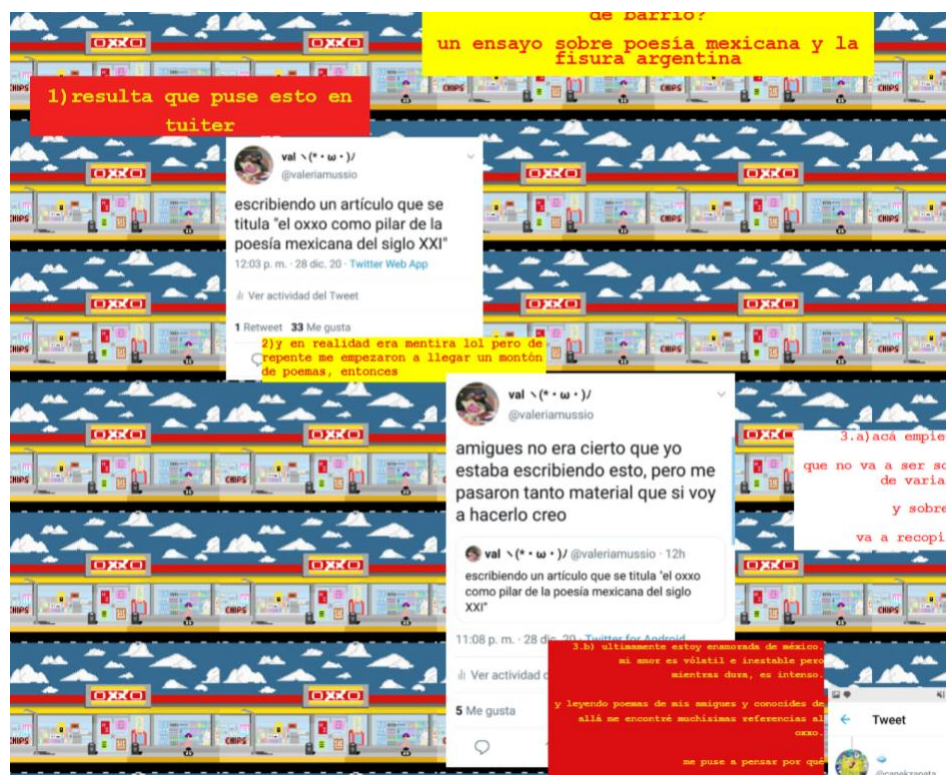 de barrio?
un ensayo sobre poesía mexicana y la
fisura argentina
1)resulta que puse esto en
tuiter
val ヽ(*・ω・)ﾉ
@valeriamussio
escribiendo un artículo que se
titula "el oxxo como pilar de la
poesía mexicana del siglo XXI"
12:03 p. m. · 28 dic. 20 · Twitter Web App
Ver actividad del Tweet
1 Retweet 33 Me gusta
2)y en realidad era mentira lol pero de
repente me empezaron a llegar un montón
de poemas, entonces
val ヽ(*・ω・)ﾉ
@valeriamussio
amigues no era cierto que yo
estaba escribiendo esto, pero me
pasaron tanto material que si voy
a hacerlo creo
val ヽ(*・ω・)ﾉ @valeriamussio · 12h
escribiendo un artículo que se titula "el oxxo
como pilar de la poesía mexicana del siglo
XXI"
11:08 p. m. · 28 dic. 20 · Twitter for Android
Ver actividad
5 Me gusta
3.a)acá empie
que no va a ser so
de varia
y sobre
va a recopi
3.b) ultimamente estoy enamorada de méxico.
mi amor es vólatil e inestable pero
mientras dura, es intenso.
y leyendo poemas de mis amigues y conocides de
allá me encontré muchísimas referencias al
oxxo.
me puse a pensar por qué
Tweet
@canekzapata
OXXO
CHIPS